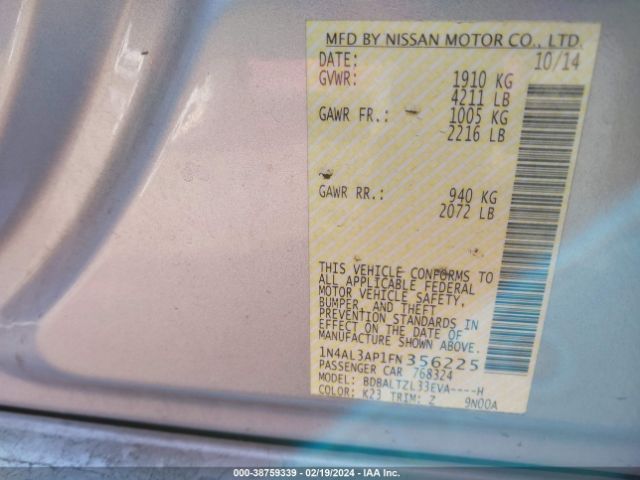 MFD BY NISSAN MOTOR CO., LTD.
DATE: 10/14
GVWR: 1910 KG
4211 LB
GAWR FR.: 1005 KG
2216 LB
GAWR RR.: 940 KG
2072 LB
THIS VEHICLE CONFORMS TO
ALL APPLICABLE FEDERAL
MOTOR VEHICLE SAFETY,
BUMPER, AND THEFT
PREVENTION STANDARDS IN
EFFECT ON THE DATE OF
MANUFACTURE SHOWN ABOVE.
1N4AL3AP1FN356225
PASSENGER CAR 768324
MODEL: BDBALTZL33EVA----H
COLOR: K23 TRIM: Z 9N00A
000-38759339 - 02/19/2024 - IAA Inc.